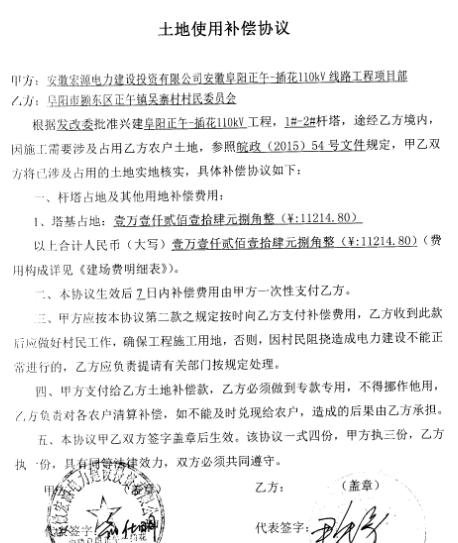 土地使用补偿协议
甲方：安徽宏源电力建设投资有限公司安徽阜阳正午-插花110kV 线路工程项目部
乙方：阜阳市颍东区正午镇吴寨村村民委员会
根据发改委批准兴建阜阳正午-插花110kV 工程，1#-2#杆塔，途经乙方境内，
因施工需要涉及占用乙方农户土地，参照皖政（2015）54 号文件规定，甲乙双
方将已涉及占用的土地实地核实，具体补偿协议如下：
一、杆塔占地及其他用地补偿费用：
1、塔基占地：壹万壹仟贰佰壹拾肆元捌角整（¥:11214.80）
以上合计人民币（大写）壹万壹仟贰佰壹拾肆元捌角整（¥:11214.80）（费
用构成详见《建场费明细表》）。
二、本协议生效后 7 日内补偿费用由甲方一次性支付乙方。
三、甲方应按本协议第二款之规定按时向乙方支付补偿费用，乙方收到此款
后应做好村民工作，确保工程施工用地，否则，因村民阻挠造成电力建设不能正
常进行的，乙方应负责提请有关部门按规定处理。
四、甲方支付给乙方土地补偿款，乙方必须做到专款专用，不得挪作他用，
乙方负责对各农户清算补偿，如不能及时兑现给农户，造成的后果由乙方承担。
五、本协议甲乙双方签字盖章后生效。该协议一式四份，甲方执三份，乙方
执一份，具有同等法律效力，双方必须共同遵守。
甲方 章） 乙方： （盖章）
代表签字： 代表签字：